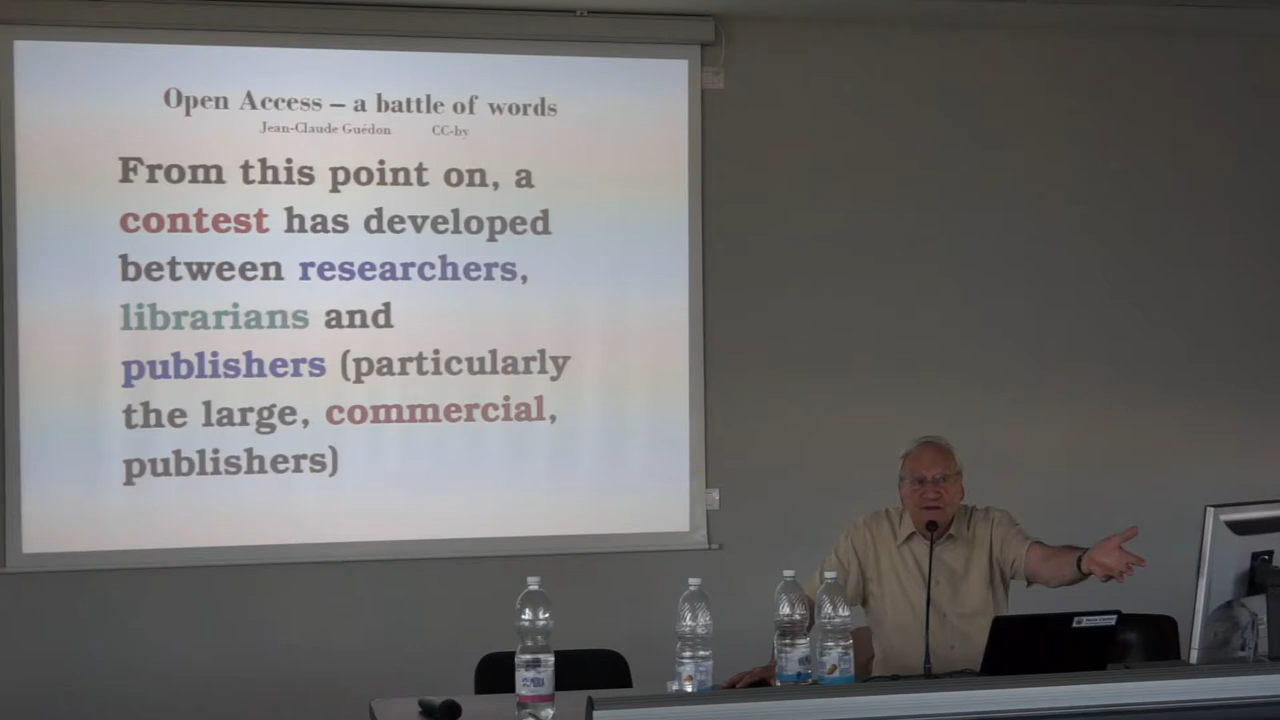 Open Access – a battle of words
Jean-Claude Guédon CC-by
From this point on, a
contest has developed
between researchers,
librarians and
publishers (particularly
the large, commercial,
publishers)